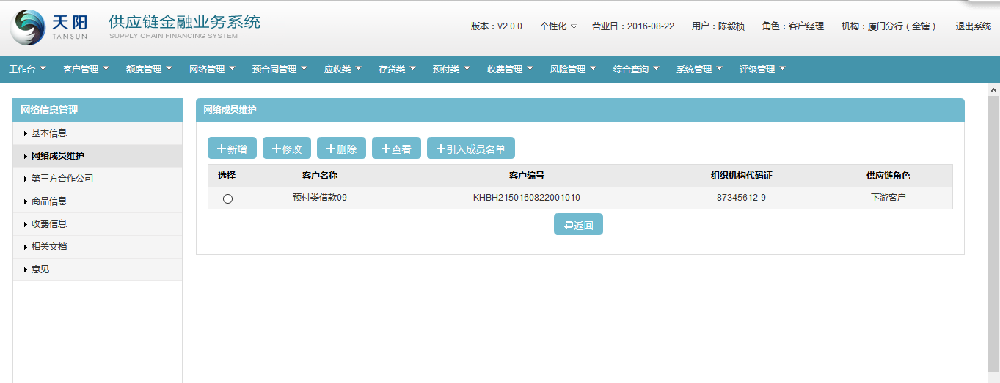 天阳
TANSUN
供应链金融业务系统
SUPPLY CHAIN FINANCING SYSTEM
版本：V2.0.0 个性化 营业日：2016-08-22 用户：陈毅桢 角色：客户经理 机构：厦门分行（全辖） 退出系统
工作台 客户管理 额度管理 网络管理 预合同管理 应收类 存货类 预付类 收费管理 风险管理 综合查询 系统管理 评级管理
网络信息管理
基本信息
网络成员维护
第三方合作公司
商品信息
收费信息
相关文档
意见
网络成员维护
新增 修改 删除 查看 引入成员名单
选择 客户名称 客户编号 组织机构代码证 供应链角色
预付类借款09 KHBH2150160822001010 87345612-9 下游客户
返回